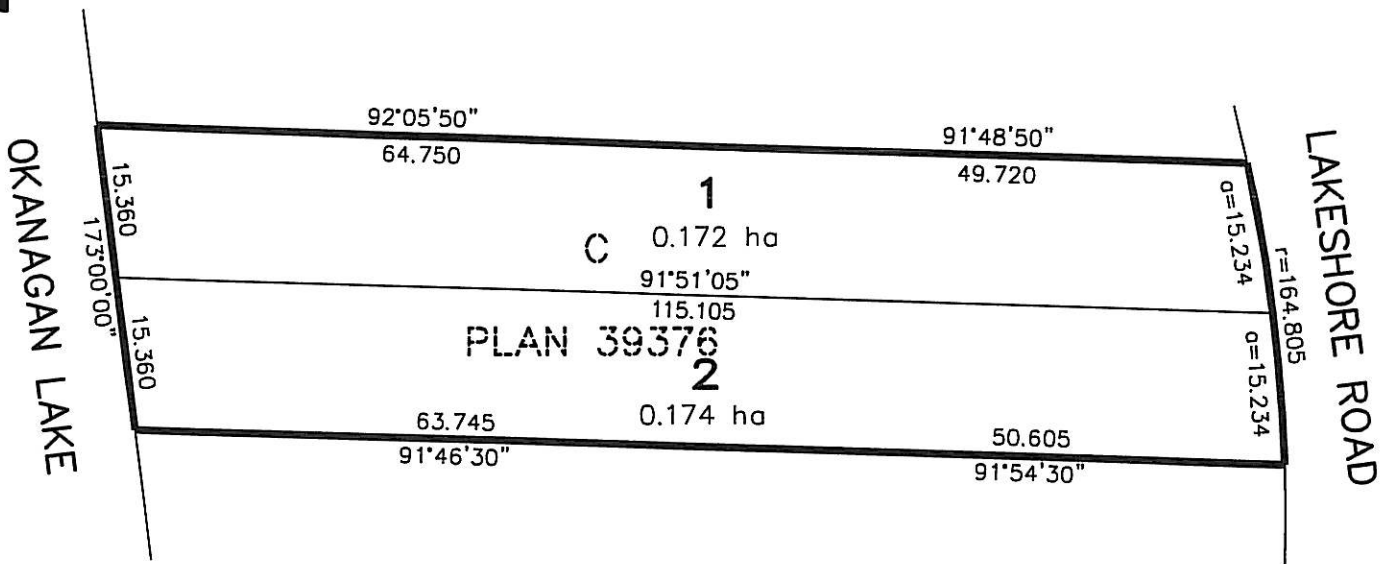 92°05'50"
64.750
91°48'50"
49.720
OKANAGAN LAKE
15.360
173°00'00"
15.360
1
C
0.172 ha
91°51'05"
115.105
PLAN 39376
2
0.174 ha
a=15.234
r=164.805
a=15.234
LAKESHORE ROAD
63.745
91°46'30"
50.605
91°54'30"